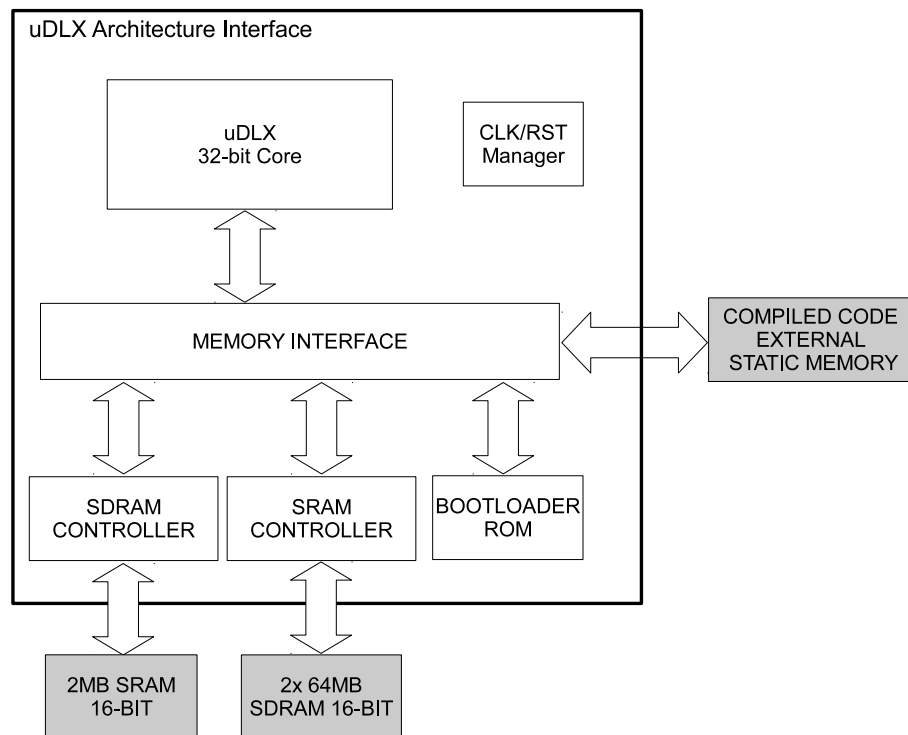 uDLX Architecture Interface
uDLX
32-bit Core
CLK/RST
Manager
MEMORY INTERFACE
COMPILED CODE
EXTERNAL
STATIC MEMORY
SDRAM
CONTROLLER
SRAM
CONTROLLER
BOOTLOADER
ROM
2MB SRAM
16-BIT
2x 64MB
SDRAM 16-BIT